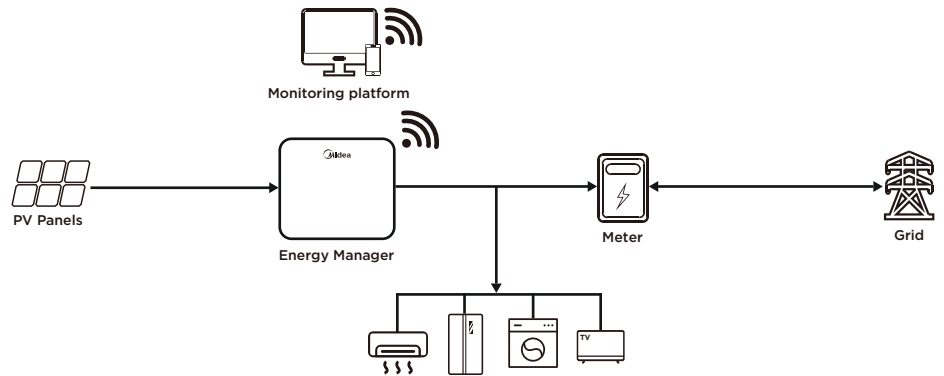 Monitoring platform
Midea
PV Panels
Energy Manager
Meter
Grid
TV